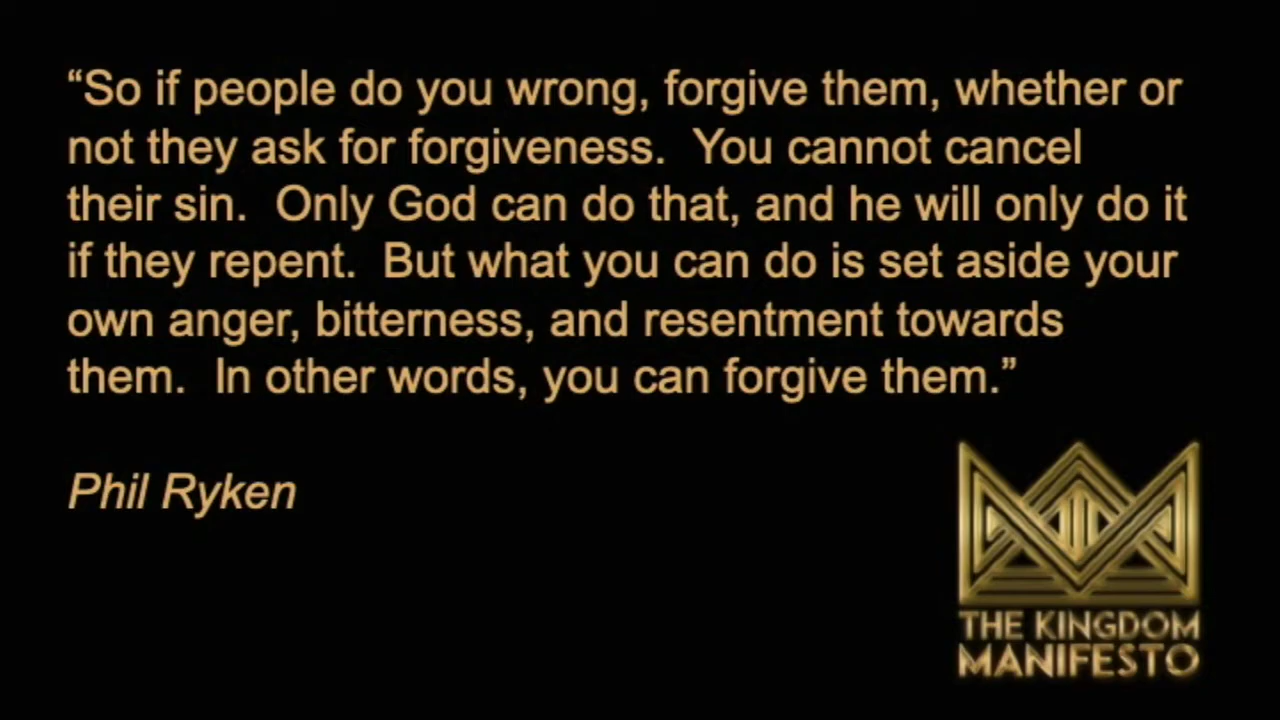 “So if people do you wrong, forgive them, whether or
not they ask for forgiveness.  You cannot cancel
their sin.  Only God can do that, and he will only do it
if they repent.  But what you can do is set aside your
own anger, bitterness, and resentment towards
them.  In other words, you can forgive them.”
Phil Ryken
THE KINGDOM
MANIFESTO